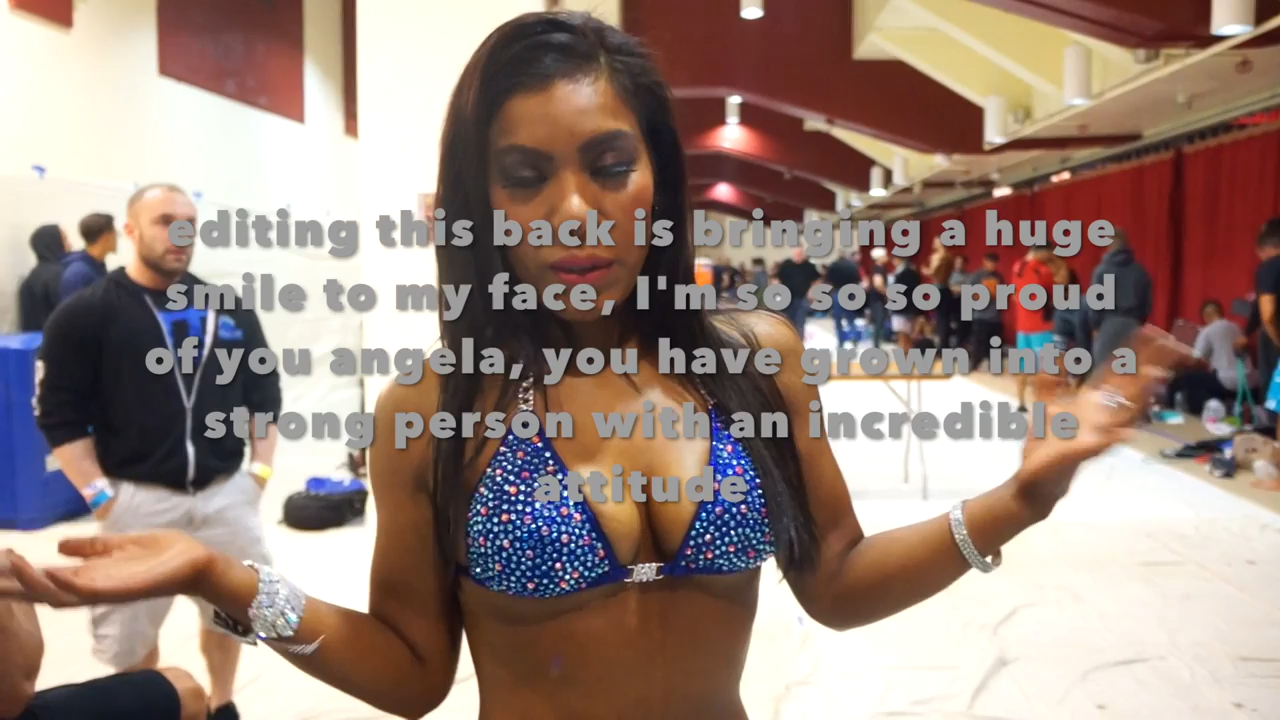 editing this back is bringing a huge
smile to my face, I'm so so so proud
of you angela, you have grown into a
strong person with an incredible
attitude